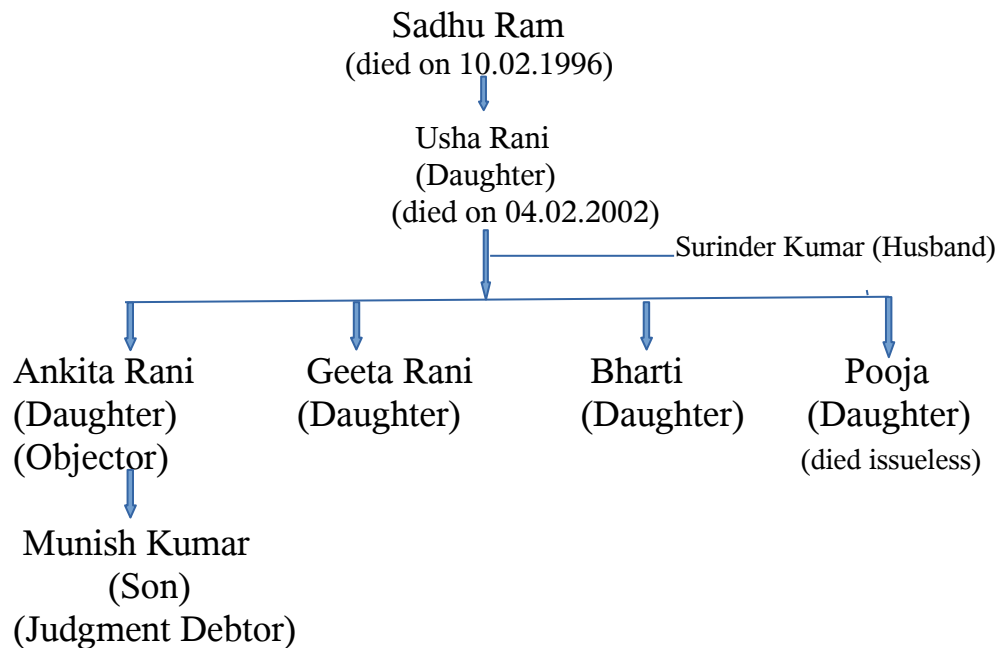 Sadhu Ram
(died on 10.02.1996)
Usha Rani
(Daughter)
(died on 04.02.2002)
Surinder Kumar (Husband)
Ankita Rani
(Daughter)
(Objector)
Geeta Rani
(Daughter)
Bharti
(Daughter)
Pooja
(Daughter)
(died issueless)
Munish Kumar
(Son)
(Judgment Debtor)